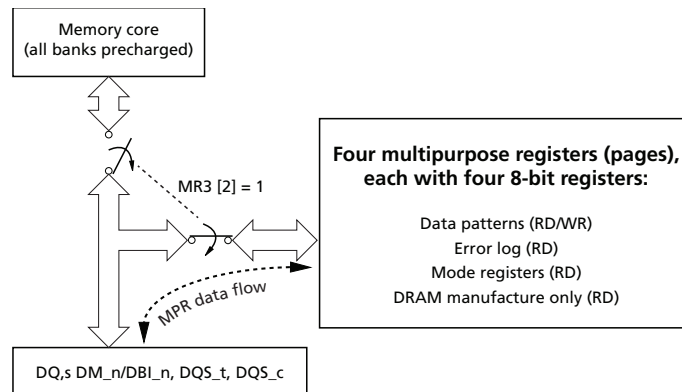 Memory core
(all banks precharged)
Four multipurpose registers (pages),
each with four 8-bit registers:
Data patterns (RD/WR)
Error log (RD)
Mode registers (RD)
DRAM manufacture only (RD)
MR3 [2] = 1
MPR data flow
DQ,s DM_n/DBI_n, DQS_t, DQS_c